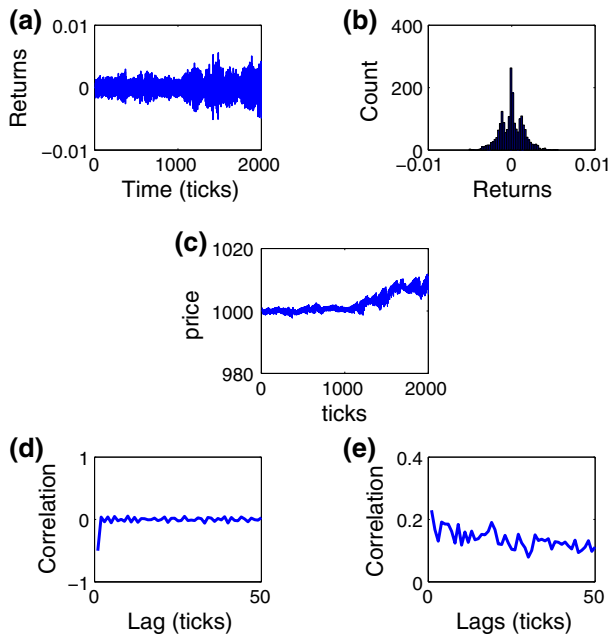 (a)
0.01
0
−0.01
Returns
0 1000 2000
Time (ticks)
(b)
400
200
0
Count
−0.01 0 0.01
Returns
(c)
1020
1000
980
price
0 1000 2000
ticks
(d)
1
0
−1
Correlation
0 50
Lag (ticks)
(e)
0.4
0.2
0
Correlation
0 50
Lags (ticks)